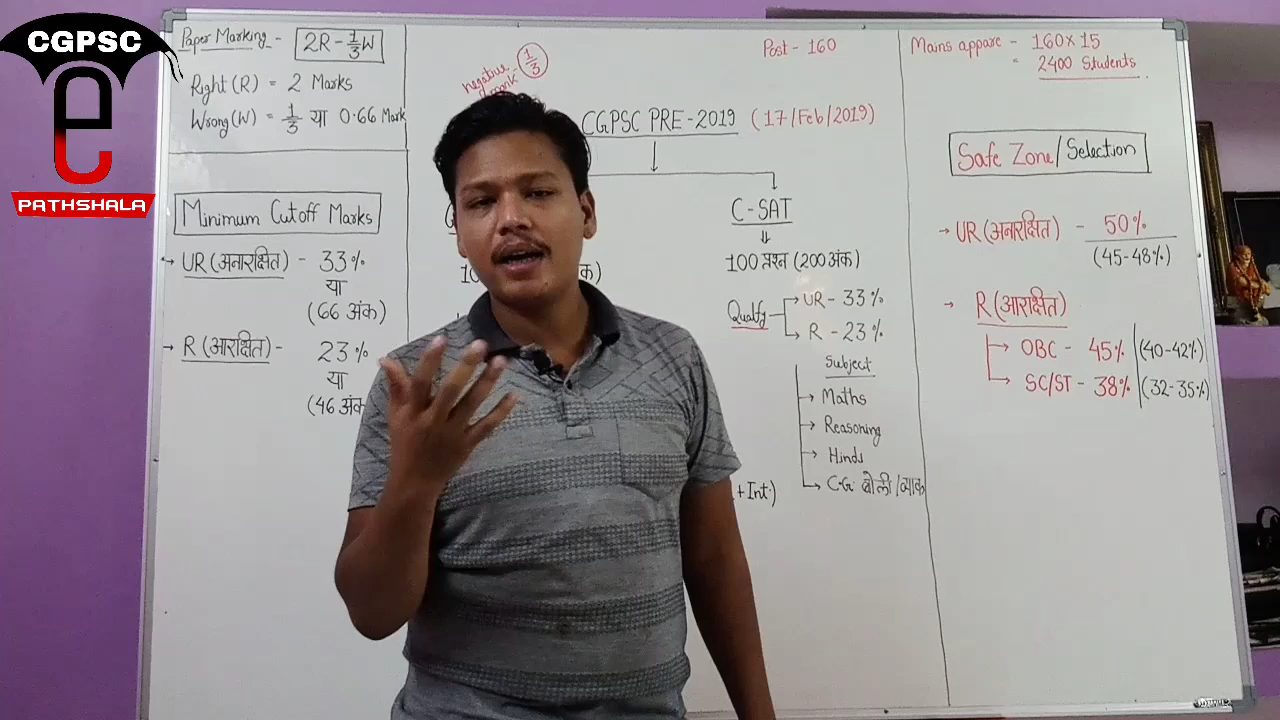 CGPSC
e
PATHSHALA
Paper Marking - 2R - 1/3 W
Right (R) = 2 Marks
Wrong (W) = 1/3 या 0.66 Mark
Minimum Cutoff Marks
→ UR (अनारक्षित) - 33%
या
(66 अंक)
→ R (आरक्षित) - 23%
या
(46 अंक
negative
mark - 1/3
Post - 160
CGPSC PRE-2019 (17/Feb/2019)
C-SAT
100 प्रश्न (200 अंक)
Qualify → UR - 33%
→ R - 23%
Subject
→ Maths
→ Reasoning
→ Hindi
→ C.G. बोली/व्याक
+ Int.)
Mains appare - 160 x 15
= 2400 Students
Safe Zone/Selection
→ UR (अनारक्षित) - 50%
(45-48%)
→ R (आरक्षित)
→ OBC - 45% (40-42%)
→ SC/ST - 38% (32-35%)